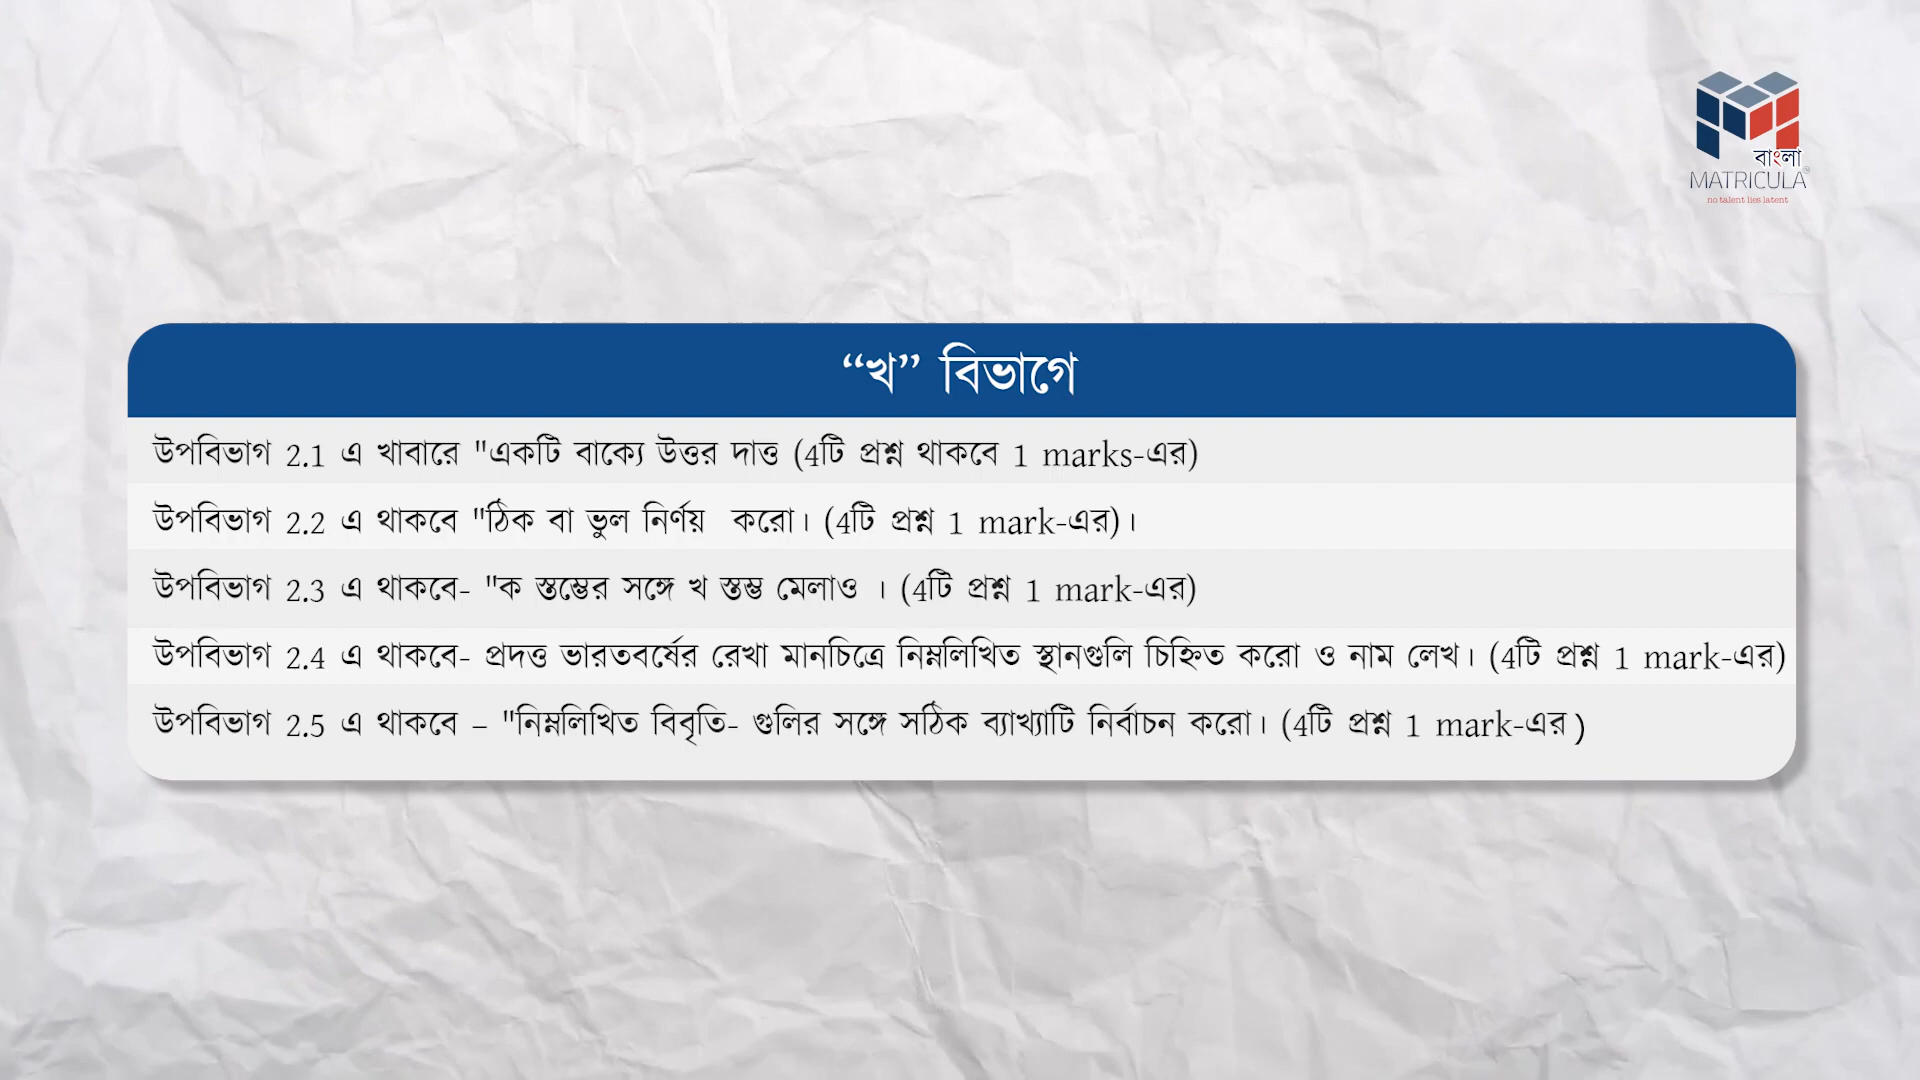 বাংলা
MATRICULA
no talent lies latent
“খ” বিভাগে
উপবিভাগ 2.1 এ খাবারে "একটি বাক্যে উত্তর দাত্ত (4টি প্রশ্ন থাকবে 1 marks-এর)
উপবিভাগ 2.2 এ থাকবে "ঠিক বা ভুল নির্ণয় করো। (4টি প্রশ্ন 1 mark-এর)।
উপবিভাগ 2.3 এ থাকবে- "ক স্তম্ভের সঙ্গে খ স্তম্ভ মেলাও । (4টি প্রশ্ন 1 mark-এর)
উপবিভাগ 2.4 এ থাকবে- প্রদত্ত ভারতবর্ষের রেখা মানচিত্রে নিম্নলিখিত স্থানগুলি চিহ্নিত করো ও নাম লেখ। (4টি প্রশ্ন 1 mark-এর)
উপবিভাগ 2.5 এ থাকবে – "নিম্নলিখিত বিবৃতি- গুলির সঙ্গে সঠিক ব্যাখ্যাটি নির্বাচন করো। (4টি প্রশ্ন 1 mark-এর )